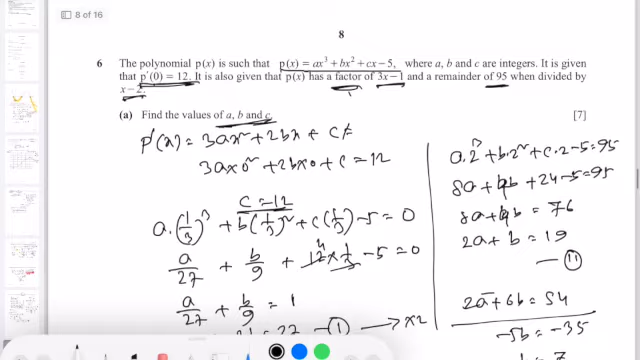 8 of 16
8
6 The polynomial p(x) is such that p(x) = ax³ + bx² + cx − 5, where a, b and c are integers. It is given
that p′(0) = 12. It is also given that p(x) has a factor of 3x − 1 and a remainder of 95 when divided by
x − 2.
(a) Find the values of a, b and c. [7]
p'(x) = 3ax² + 2bx + c
3a×0² + 2b×0 + c = 12
c = 12
a.(1/3)³ + b(1/3)² + c(1/3) − 5 = 0
a/27 + b/9 + 12 × 1/3 − 5 = 0
a/27 + b/9 = 1
= 27 — (1) → ×2
a.2³ + b.2² + c.2 − 5 = 95
8a + 4b + 24 − 5 = 95
8a + 4b = 76
2a + b = 19
— (11)
2a + 6b = 54
−5b = −35